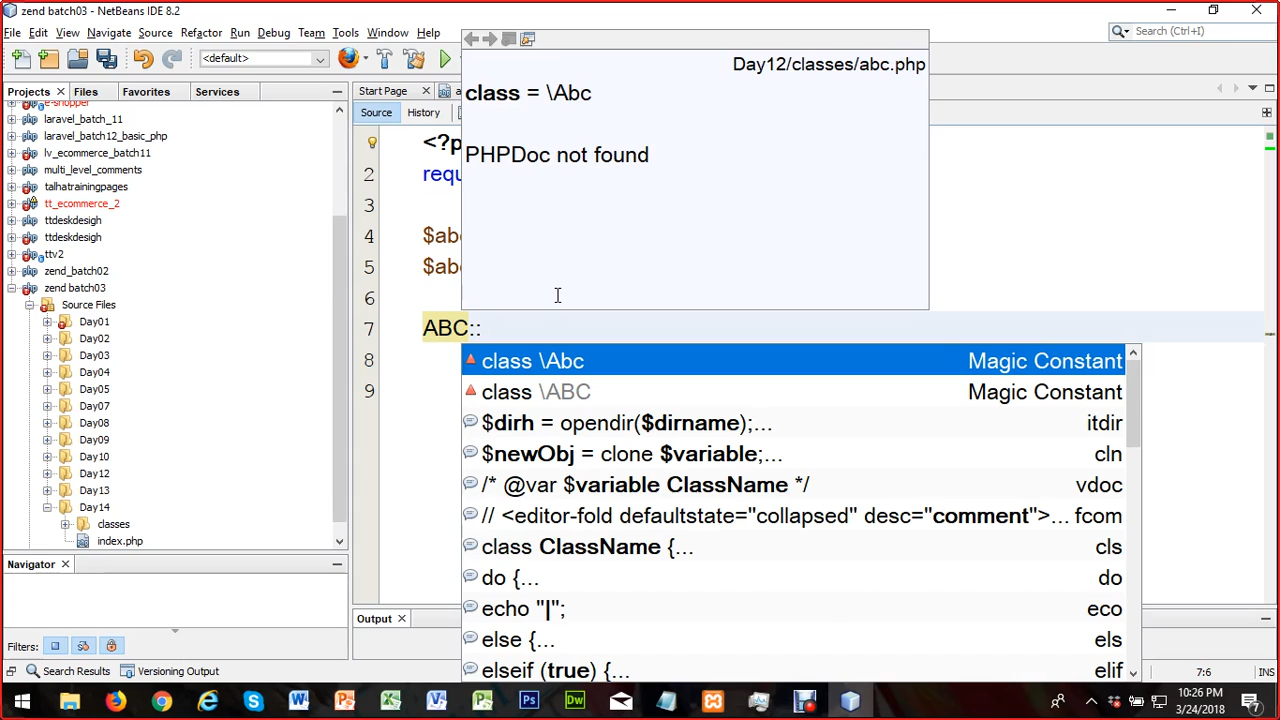 zend batch03 - NetBeans IDE 8.2
File Edit View Navigate Source Refactor Run Debug Team Tools Window Help
Search (Ctrl+I)
<default>
Projects Files Favorites Services
Start Page
Source History
e-shopper
laravel_batch_11
laravel_batch12_basic_php
lv_ecommerce_batch11
multi_level_comments
talhatrainingpages
tt_ecommerce_2
ttdeskdesigh
ttdeskdesigh
ttv2
zend_batch02
zend batch03
Source Files
Day01
Day02
Day03
Day04
Day05
Day07
Day08
Day09
Day10
Day12
Day13
Day14
classes
index.php
Navigator
Filters:
Day12/classes/abc.php
class = \Abc
PHPDoc not found
<?p
2 requ
3
4 $abc
5 $abc
6
7 ABC::
8
9
class \Abc Magic Constant
class \ABC Magic Constant
$dirh = opendir($dirname);... itdir
$newObj = clone $variable;... cln
/* @var $variable ClassName */ vdoc
// <editor-fold defaultstate="collapsed" desc="comment">... fcom
class ClassName {... cls
do {... do
echo "|"; eco
else {... els
elseif (true) {... elif
Output
Search Results Versioning Output
7:6 INS
10:26 PM
3/24/2018
7